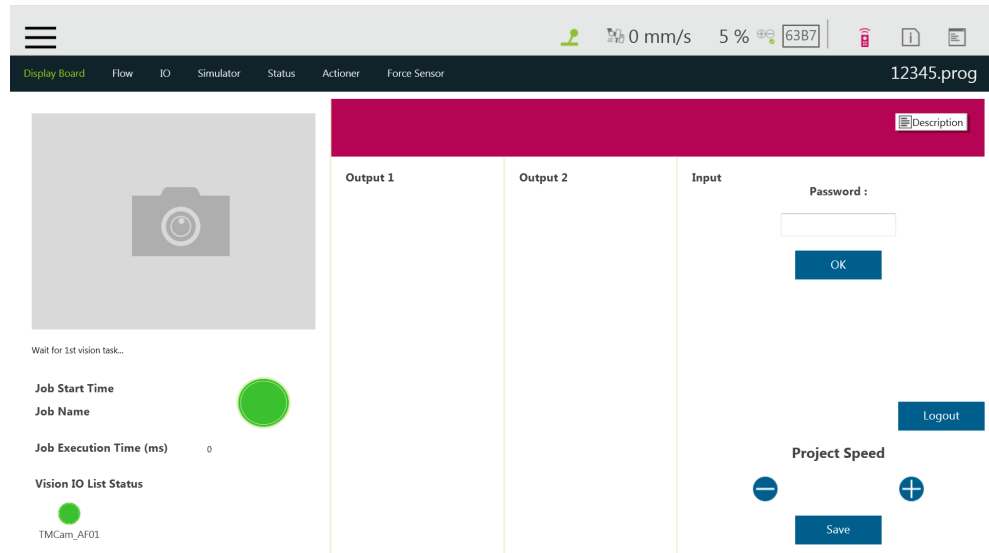 0 mm/s 5 % 63B7
Display Board Flow IO Simulator Status Actioner Force Sensor 12345.prog
Description
Output 1 Output 2 Input
Password :
OK
Wait for 1st vision task...
Job Start Time
Job Name
Logout
Job Execution Time (ms) 0
Project Speed
Vision IO List Status
Save
TMCam_AF01